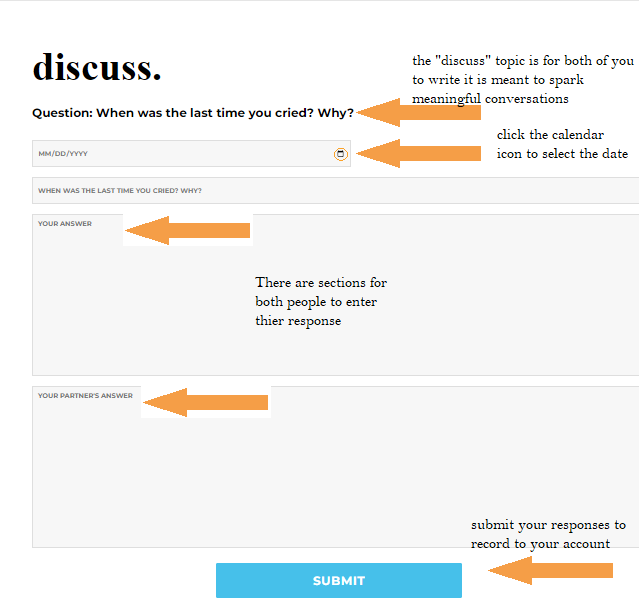 discuss.
the "discuss" topic is for both of you
to write it is meant to spark
meaningful conversations
Question: When was the last time you cried? Why?
click the calendar
icon to select the date
MM/DD/YYYY
WHEN WAS THE LAST TIME YOU CRIED? WHY?
YOUR ANSWER
There are sections for
both people to enter
thier response
YOUR PARTNER'S ANSWER
submit your responses to
record to your account
SUBMIT